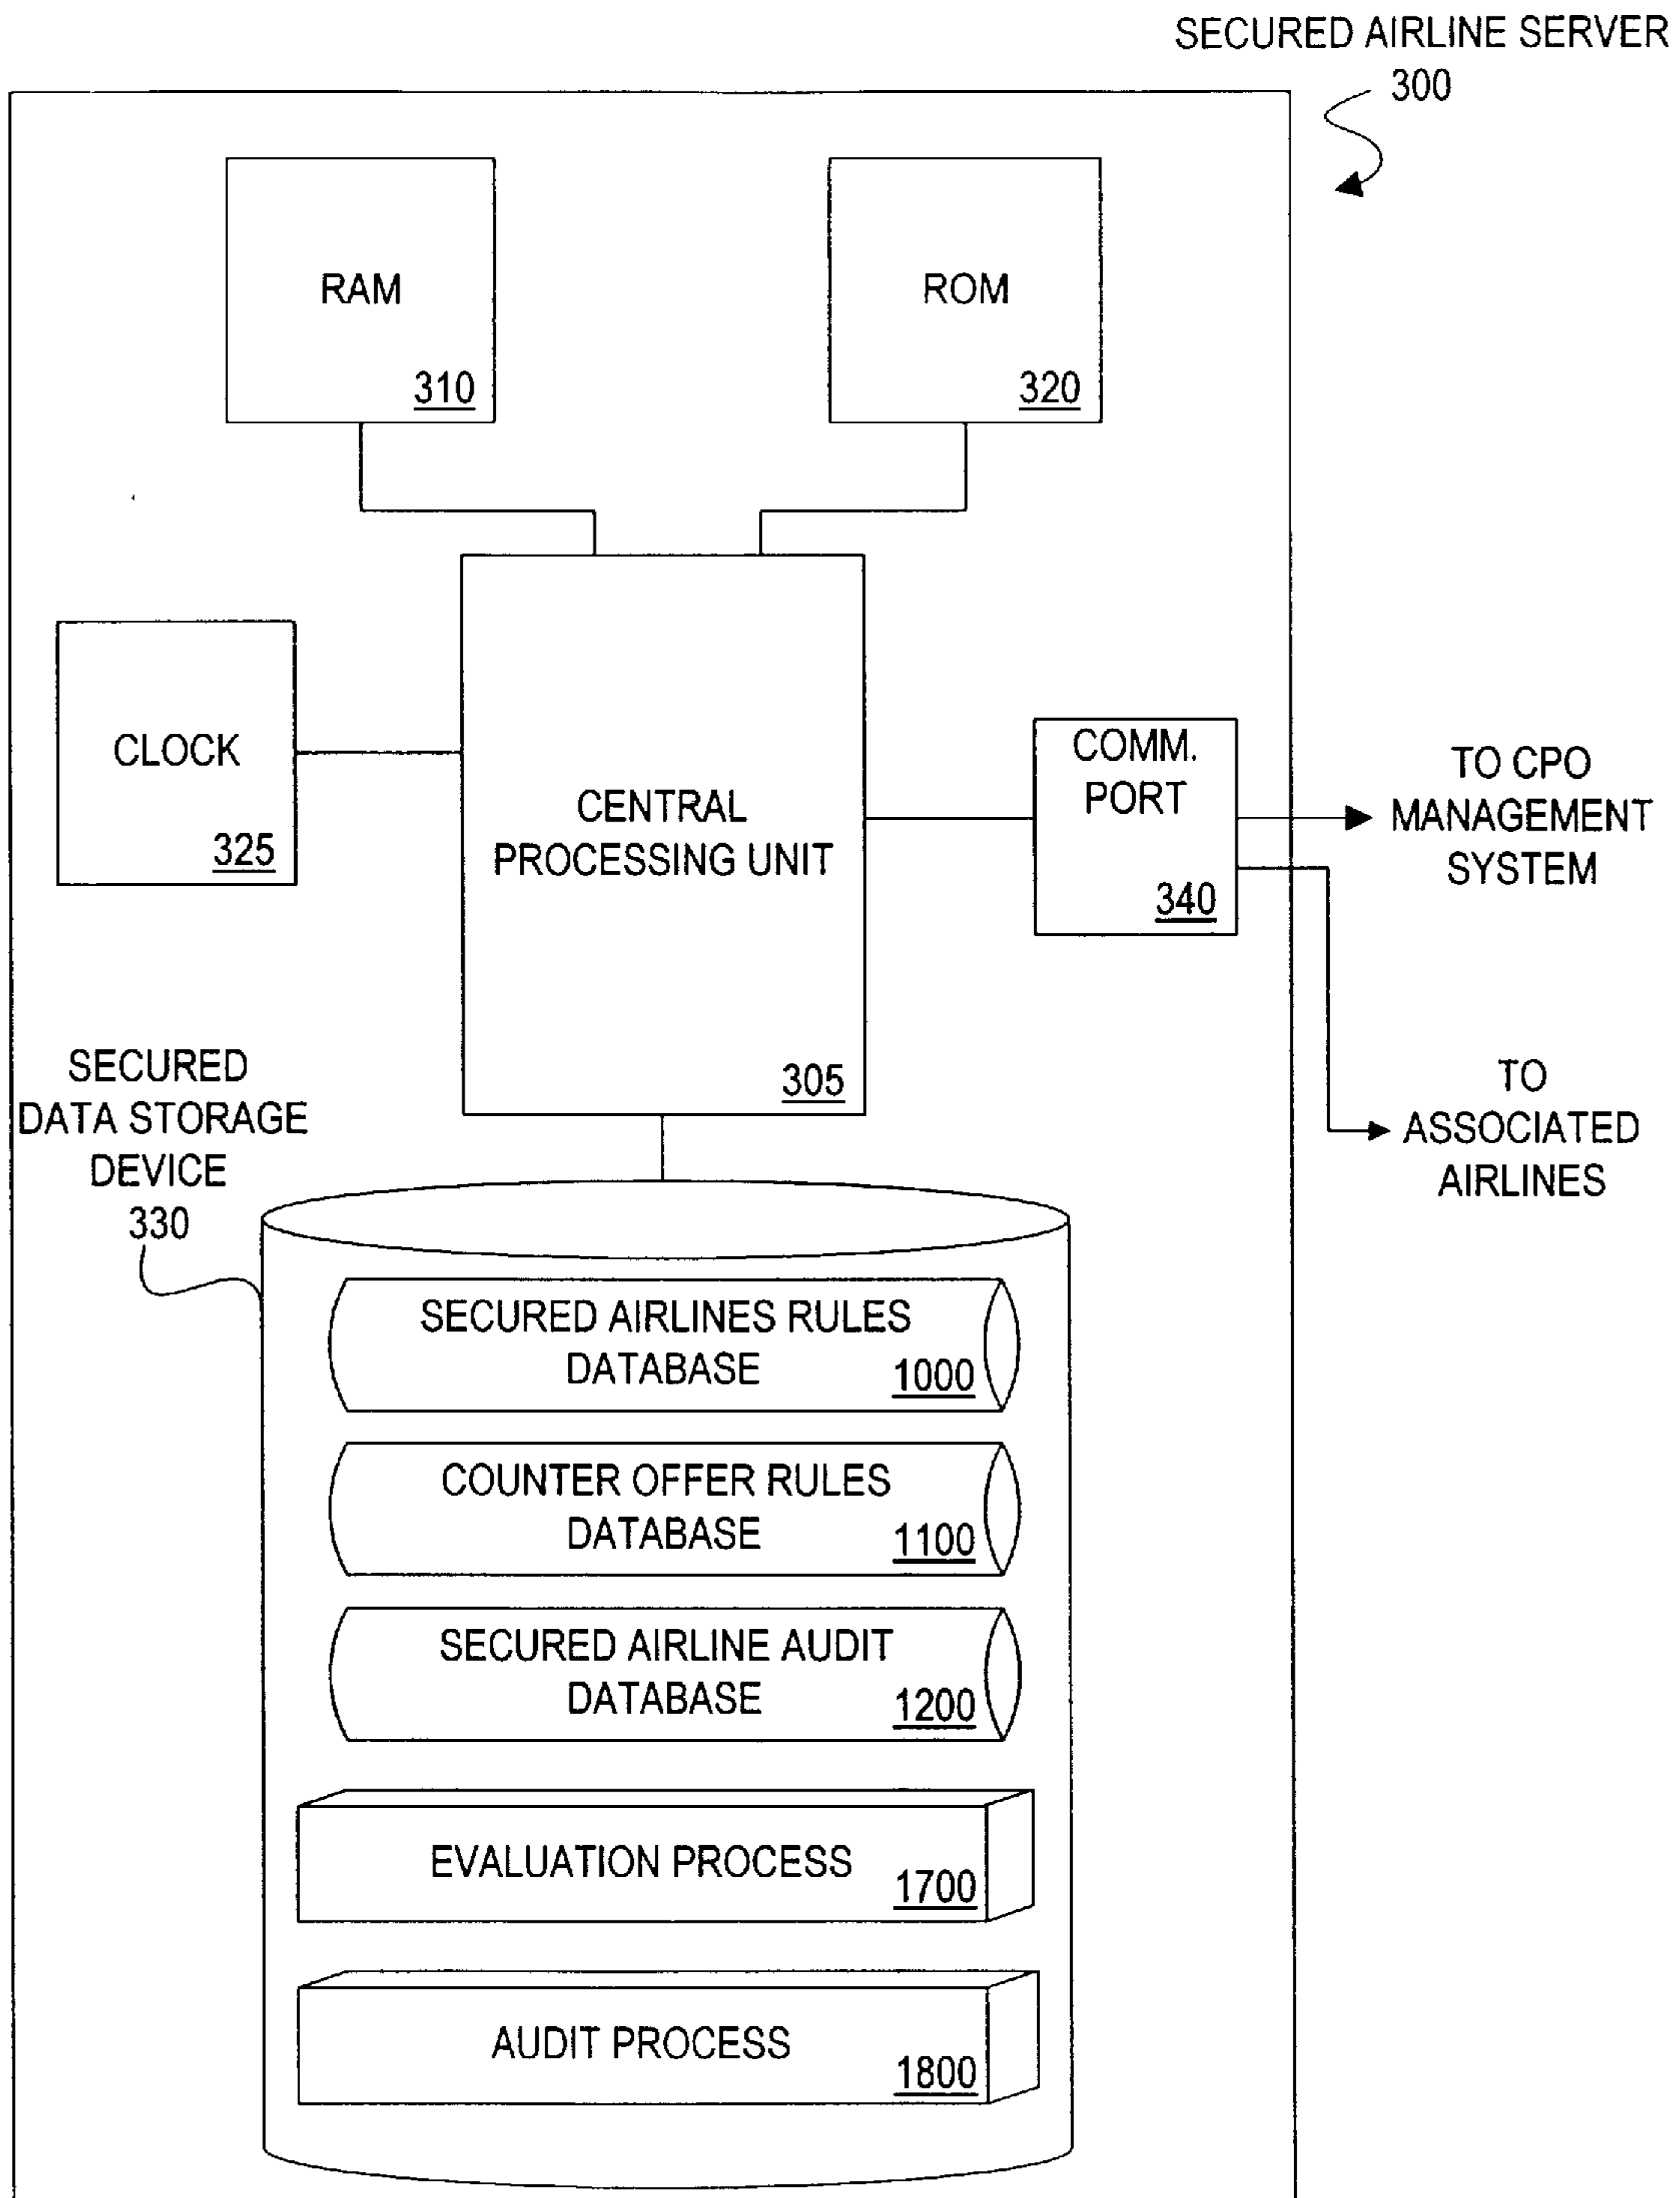 SECURED AIRLINE SERVER
300
RAM
310
ROM
320
CLOCK
325
CENTRAL
PROCESSING UNIT
305
COMM.
PORT
340
TO CPO
MANAGEMENT
SYSTEM
TO
ASSOCIATED
AIRLINES
SECURED
DATA STORAGE
DEVICE
330
SECURED AIRLINES RULES
DATABASE
1000
COUNTER OFFER RULES
DATABASE
1100
SECURED AIRLINE AUDIT
DATABASE
1200
EVALUATION PROCESS
1700
AUDIT PROCESS
1800